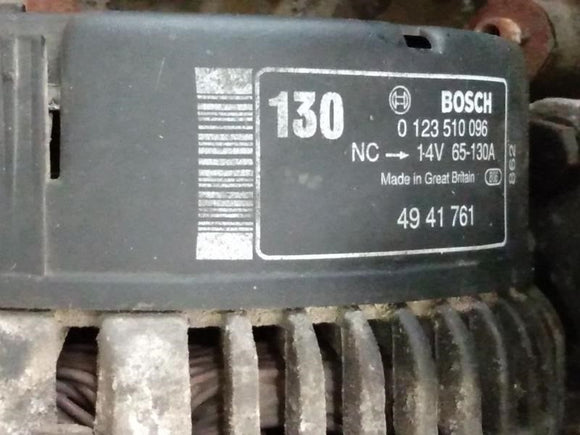 130
BOSCH
0 123 510 096
NC → 14V 65-130A
Made in Great Britain
862
49 41 761